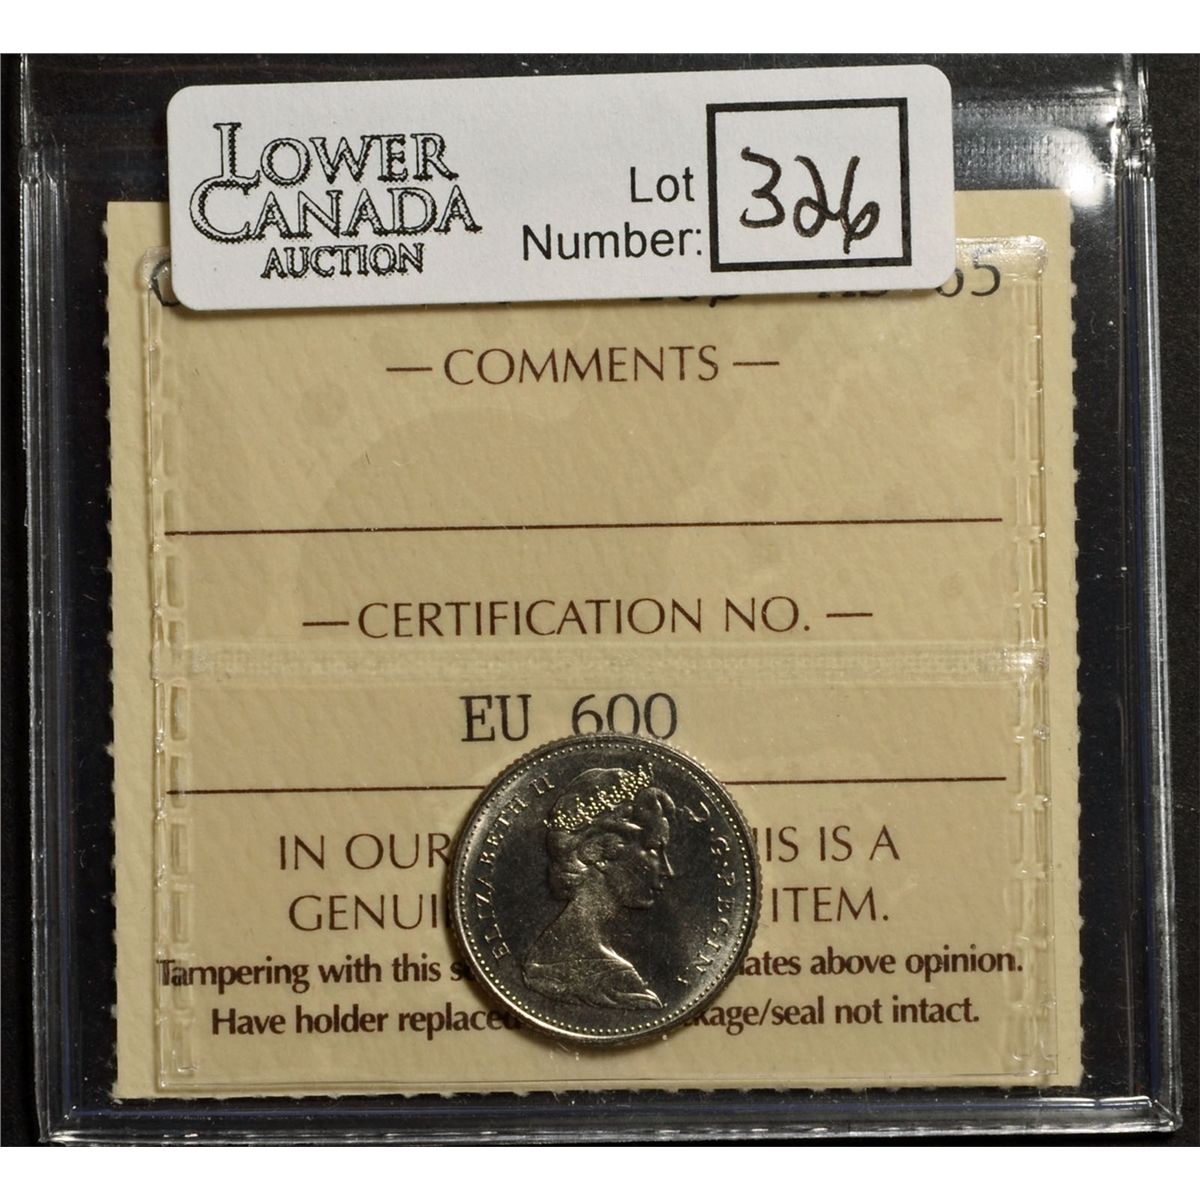 LOWER
CANADA
AUCTION
Lot
Number:
326
65
— COMMENTS —
— CERTIFICATION NO. —
EU 600
IN OUR IS IS A
GENUI ITEM.
Tampering with this s ates above opinion.
Have holder replaced kage/seal not intact.
ELIZABETH II D·G·REGINA